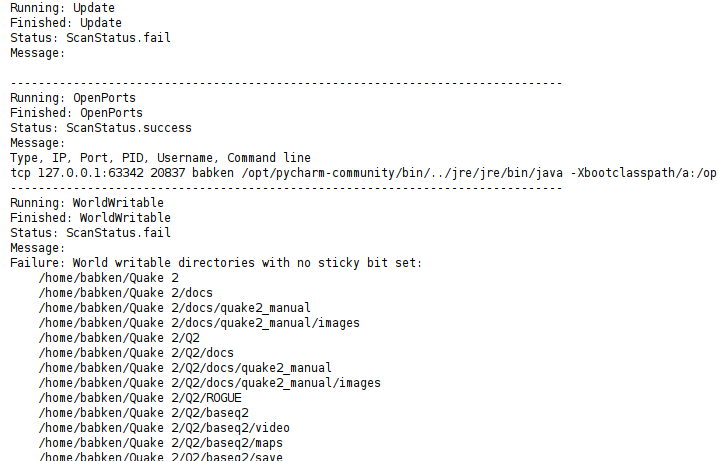 Running: Update
Finished: Update
Status: ScanStatus.fail
Message:
-------------------------------------------------------------------------------
Running: OpenPorts
Finished: OpenPorts
Status: ScanStatus.success
Message:
Type, IP, Port, PID, Username, Command line
tcp 127.0.0.1:63342 20837 babken /opt/pycharm-community/bin/../jre/jre/bin/java -Xbootclasspath/a:/op
-------------------------------------------------------------------------------
Running: WorldWritable
Finished: WorldWritable
Status: ScanStatus.fail
Message:
Failure: World writable directories with no sticky bit set:
/home/babken/Quake 2
/home/babken/Quake 2/docs
/home/babken/Quake 2/docs/quake2_manual
/home/babken/Quake 2/docs/quake2_manual/images
/home/babken/Quake 2/Q2
/home/babken/Quake 2/Q2/docs
/home/babken/Quake 2/Q2/docs/quake2_manual
/home/babken/Quake 2/Q2/docs/quake2_manual/images
/home/babken/Quake 2/Q2/ROGUE
/home/babken/Quake 2/Q2/baseq2
/home/babken/Quake 2/Q2/baseq2/video
/home/babken/Quake 2/Q2/baseq2/maps
/home/babken/Quake 2/Q2/baseq2/save